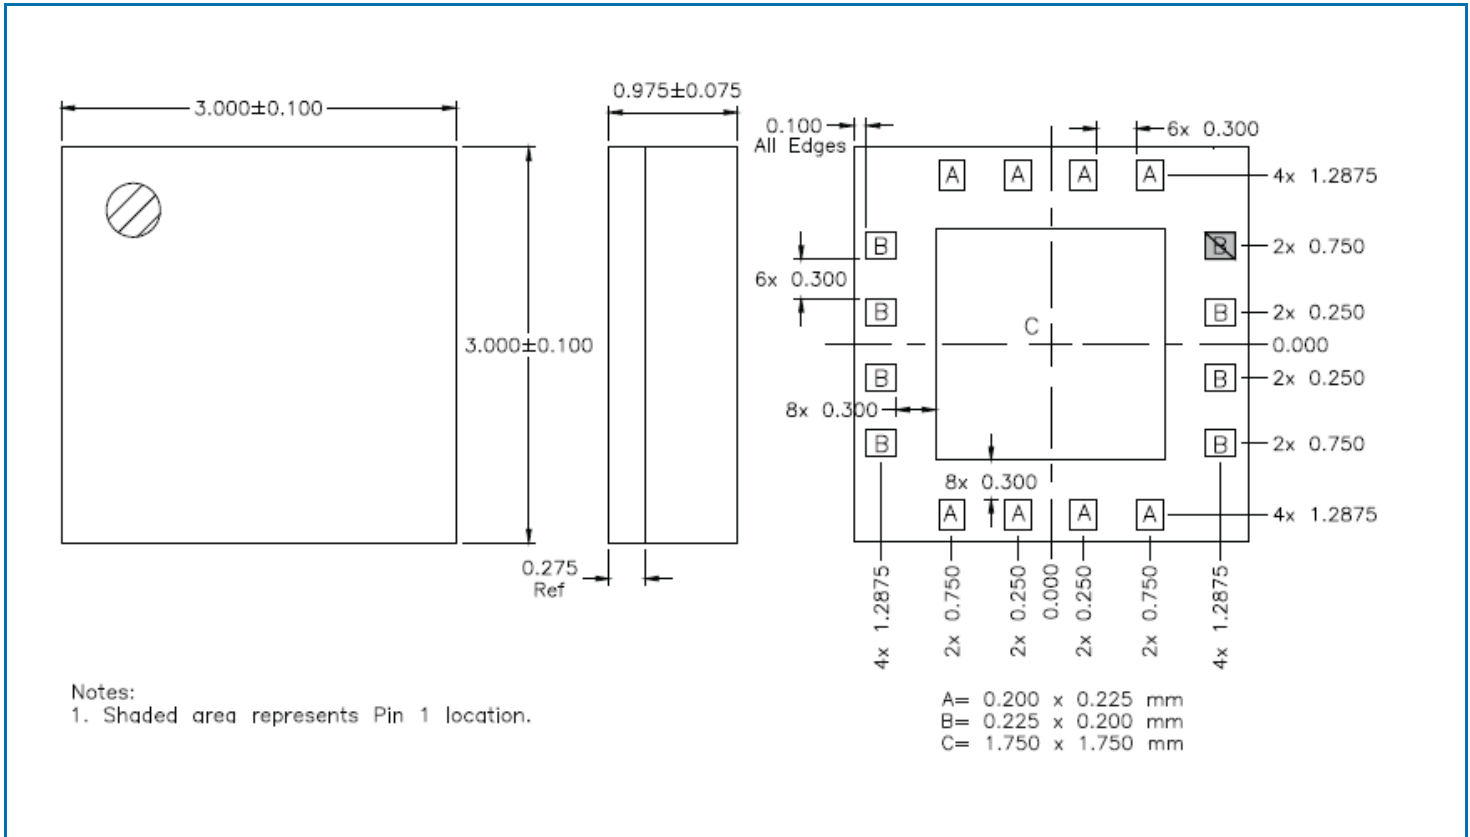 3.000±0.100
0.975±0.075
0.100
All Edges
6x 0.300
A
A
A
A
4x 1.2875
B
B
2x 0.750
6x 0.300
B
B
2x 0.250
C
3.000±0.100
0.000
B
B
2x 0.250
8x 0.300
B
B
2x 0.750
8x 0.300
A
A
A
A
4x 1.2875
0.275
Ref
4x 1.2875
2x 0.750
2x 0.250
0.000
2x 0.250
2x 0.750
4x 1.2875
Notes:
1. Shaded area represents Pin 1 location.
A= 0.200 x 0.225 mm
B= 0.225 x 0.200 mm
C= 1.750 x 1.750 mm